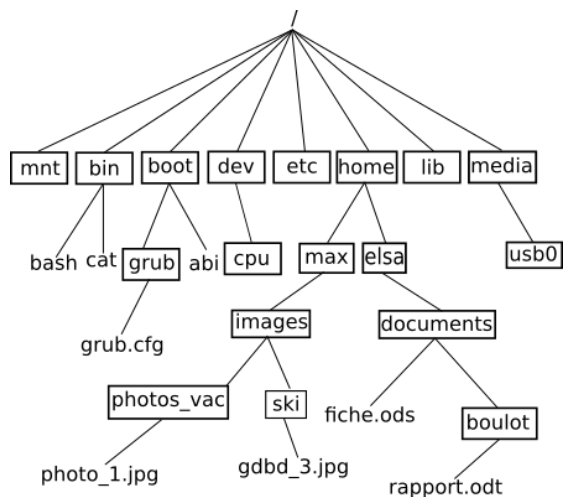 /
mnt bin boot dev etc home lib media
bash cat grub abi cpu max elsa usb0
grub.cfg images documents
photos_vac ski fiche.ods boulot
photo_1.jpg gdbd_3.jpg rapport.odt